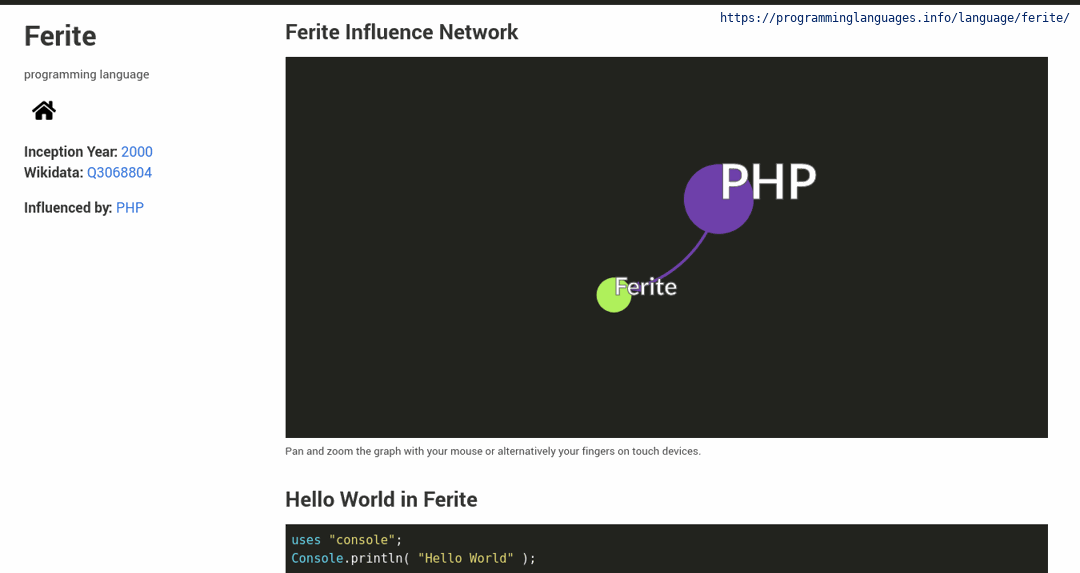 https://programminglanguages.info/language/ferite/
Ferite
programming language
Inception Year: 2000
Wikidata: Q3068804
Influenced by: PHP
Ferite Influence Network
PHP
Ferite
Pan and zoom the graph with your mouse or alternatively your fingers on touch devices.
Hello World in Ferite
uses "console";
Console.println( "Hello World" );